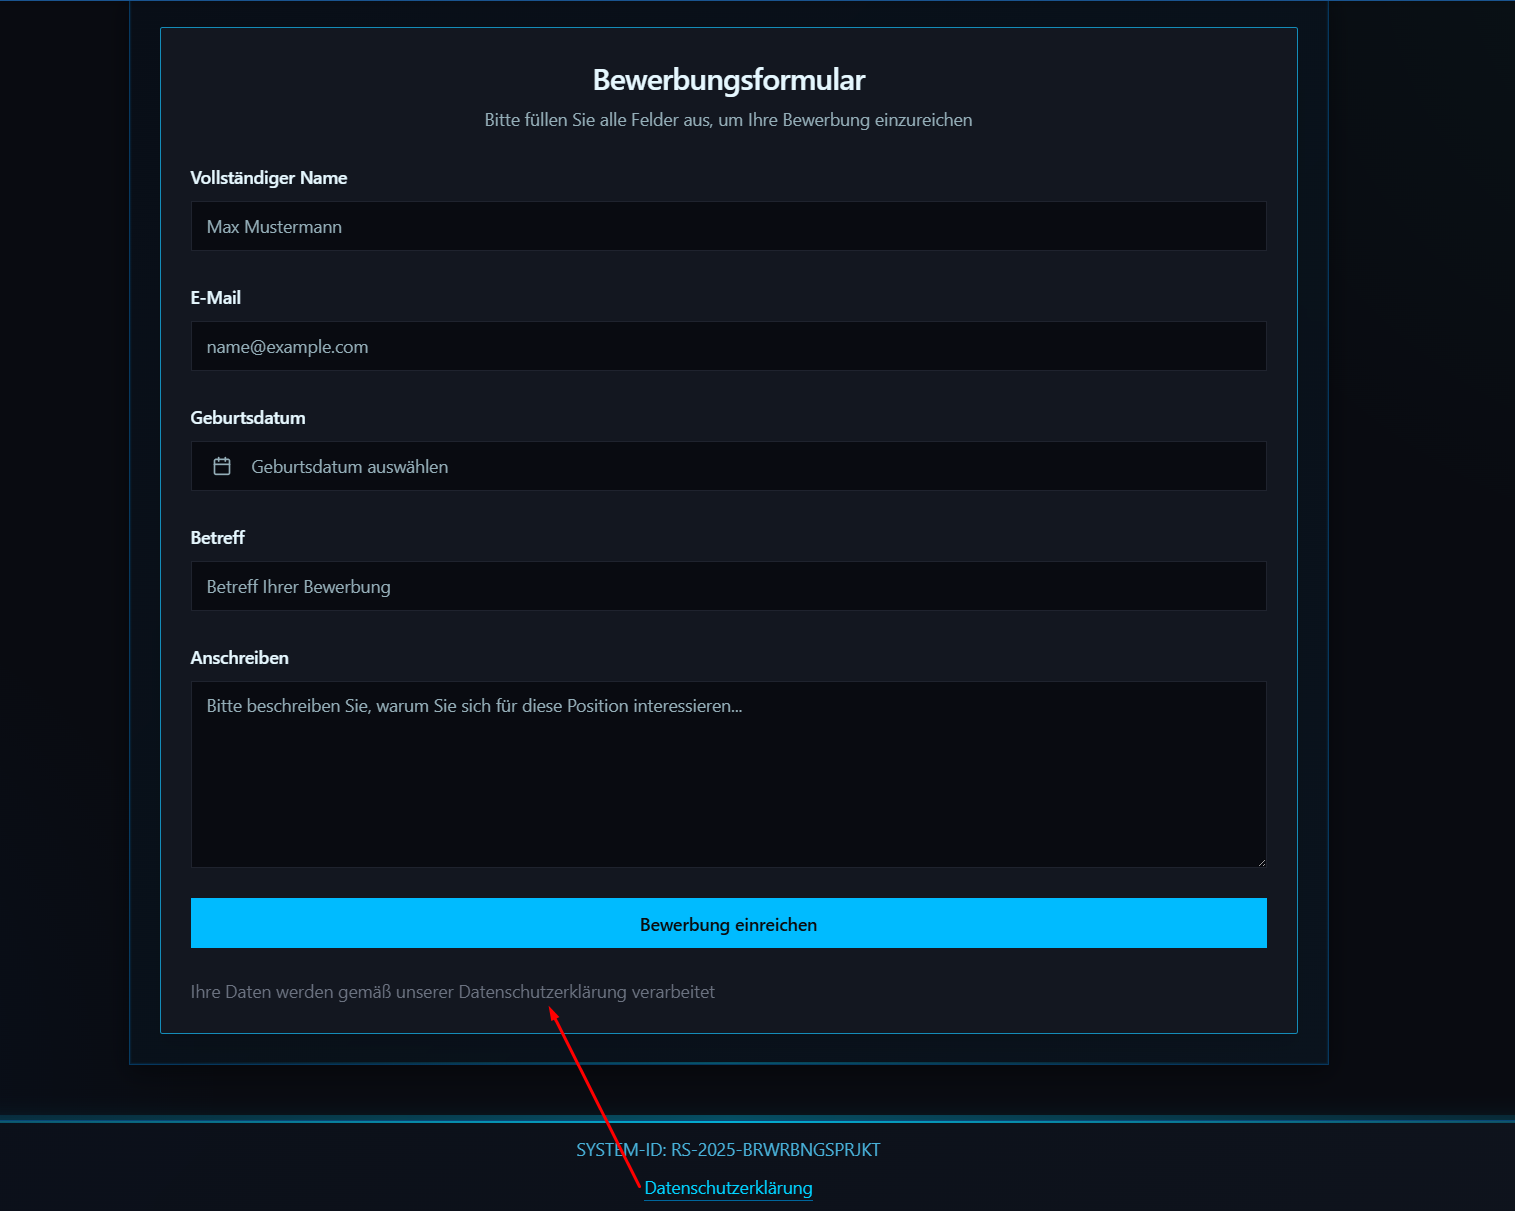 Bewerbungsformular
Bitte füllen Sie alle Felder aus, um Ihre Bewerbung einzureichen
Vollständiger Name
Max Mustermann
E-Mail
name@example.com
Geburtsdatum
Geburtsdatum auswählen
Betreff
Betreff Ihrer Bewerbung
Anschreiben
Bitte beschreiben Sie, warum Sie sich für diese Position interessieren...
Bewerbung einreichen
Ihre Daten werden gemäß unserer Datenschutzerklärung verarbeitet
SYSTEM-ID: RS-2025-BRWRBNGSPRJKT
Datenschutzerklärung